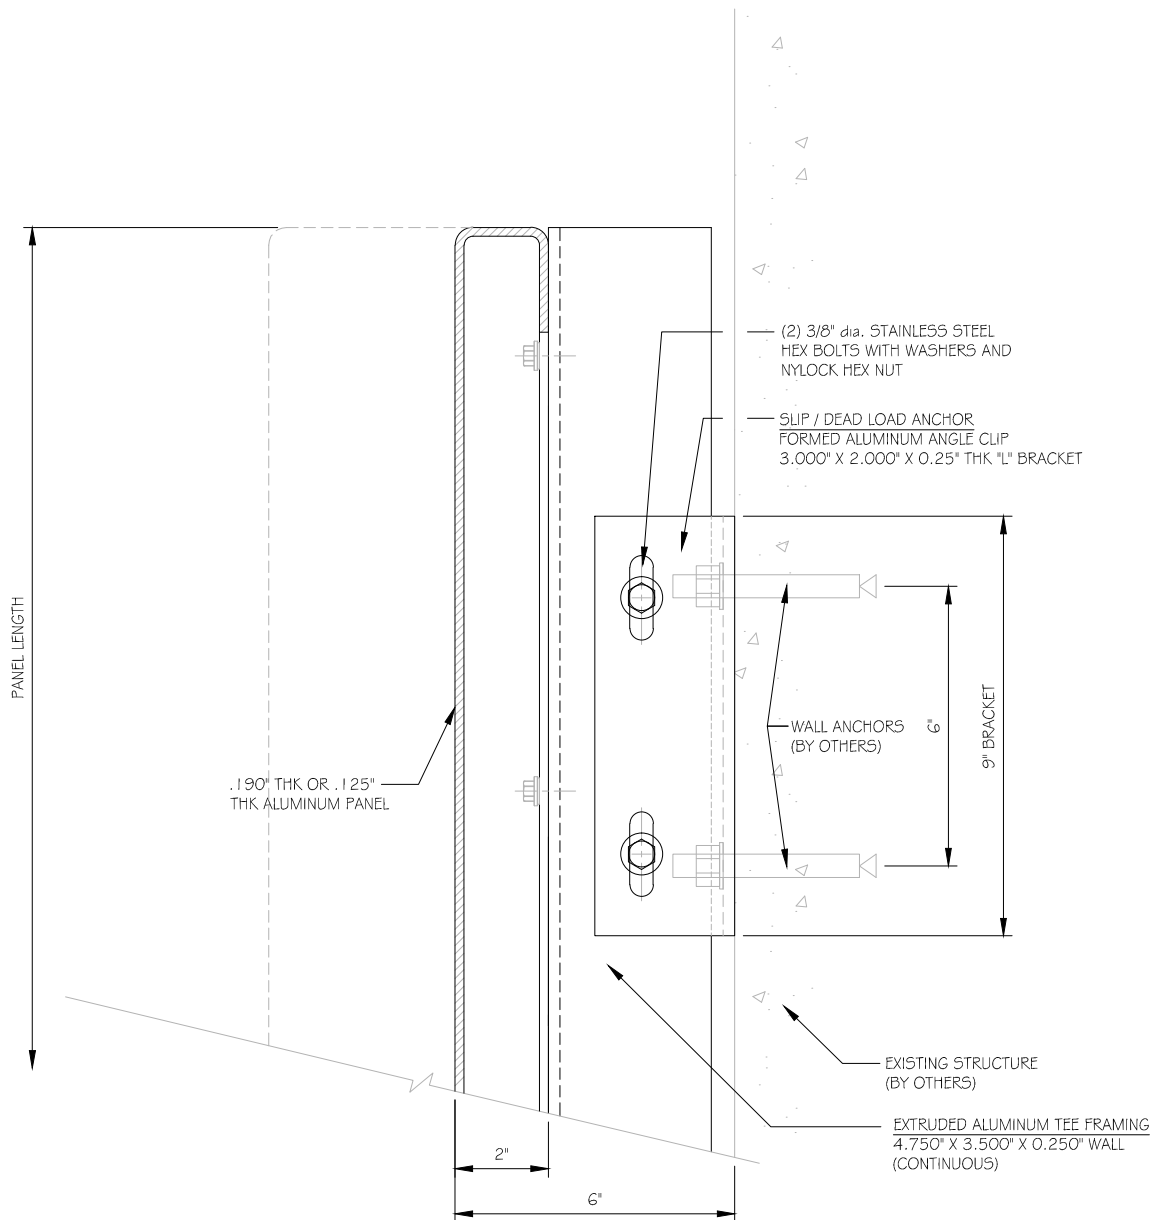 (2) 3/8" dia. STAINLESS STEEL
HEX BOLTS WITH WASHERS AND
NYLOCK HEX NUT
SLIP / DEAD LOAD ANCHOR
FORMED ALUMINUM ANGLE CLIP
3.000" X 2.000" X 0.25" THK "L" BRACKET
PANEL LENGTH
WALL ANCHORS
(BY OTHERS)
6"
9" BRACKET
.190" THK OR .125"
THK ALUMINUM PANEL
EXISTING STRUCTURE
(BY OTHERS)
EXTRUDED ALUMINUM TEE FRAMING
4.750" X 3.500" X 0.250" WALL
(CONTINUOUS)
2"
6"